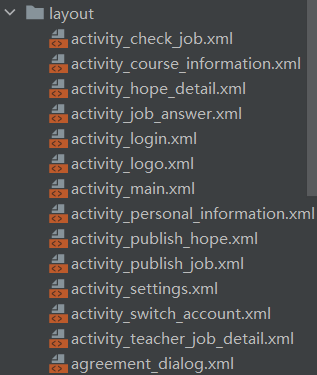 layout
activity_check_job.xml
activity_course_information.xml
activity_hope_detail.xml
activity_job_answer.xml
activity_login.xml
activity_logo.xml
activity_main.xml
activity_personal_information.xml
activity_publish_hope.xml
activity_publish_job.xml
activity_settings.xml
activity_switch_account.xml
activity_teacher_job_detail.xml
agreement_dialog.xml